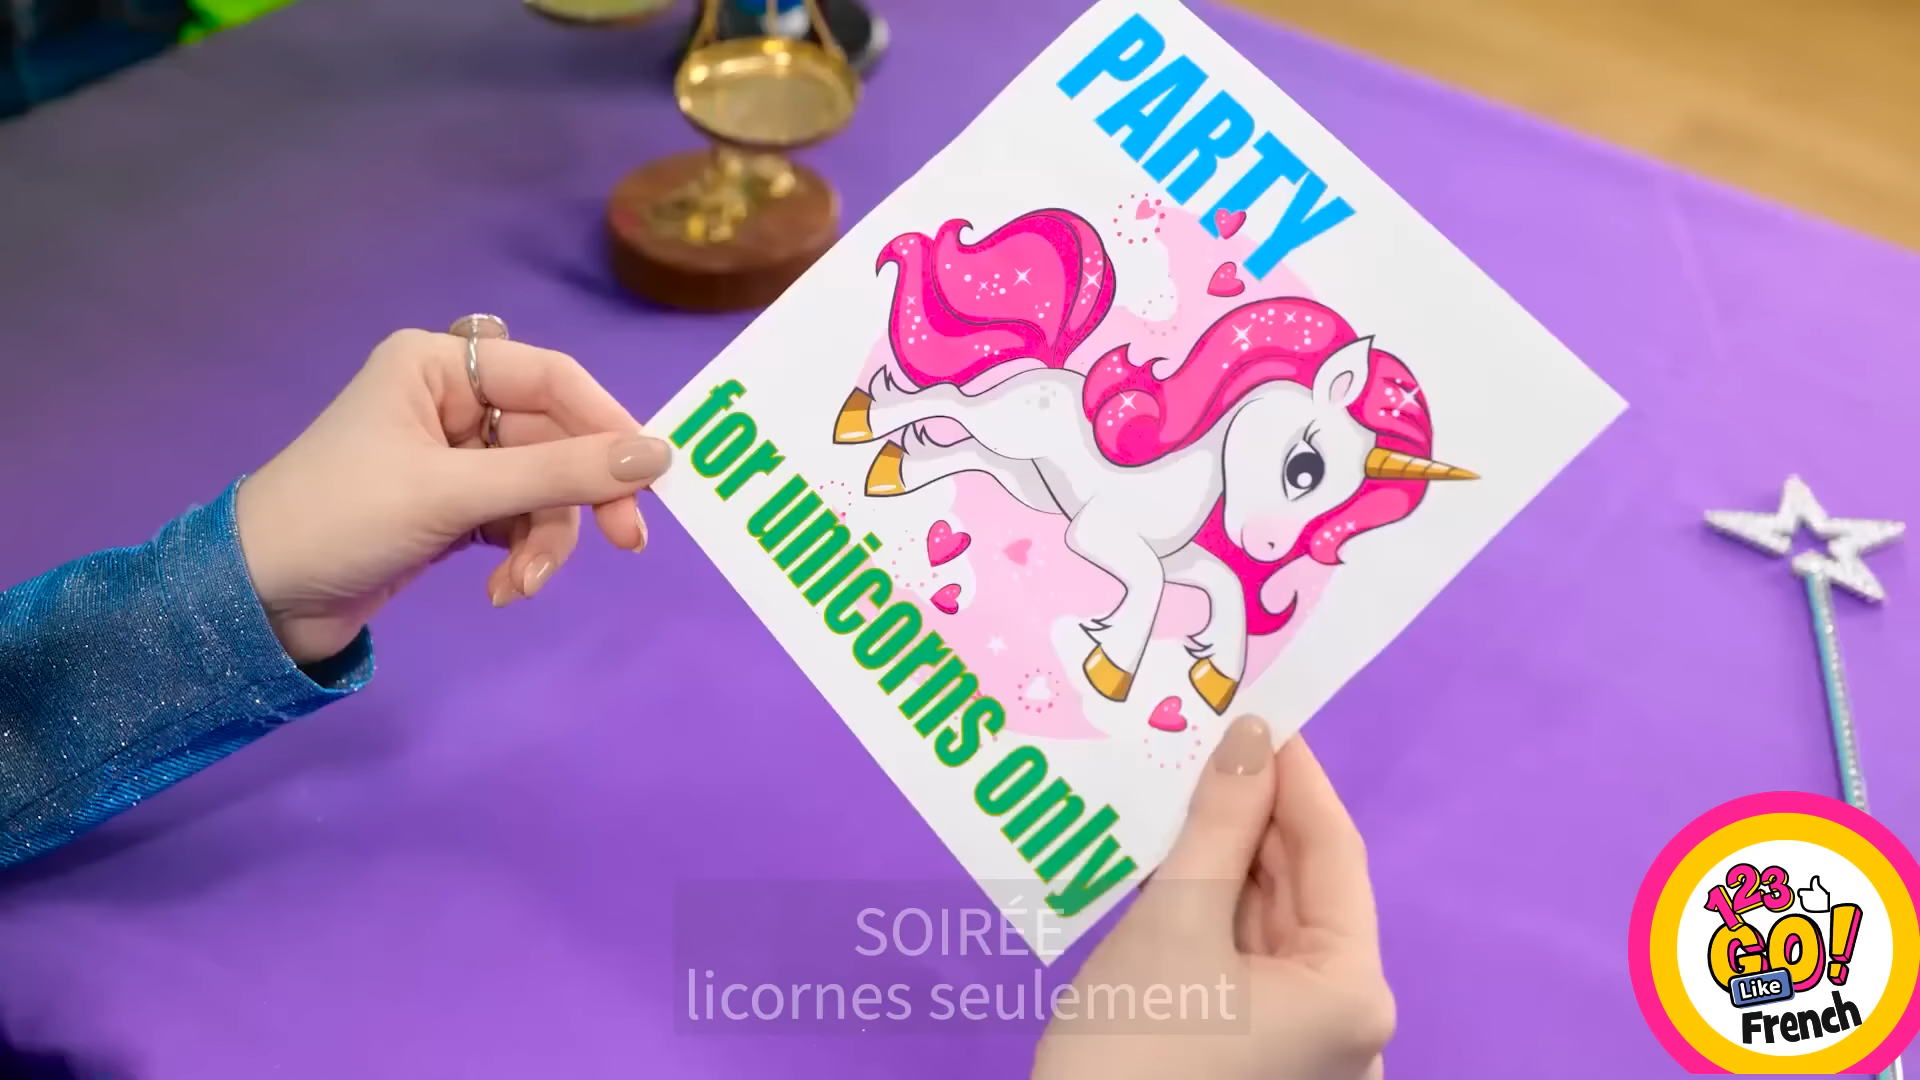 PARTY
for unicorns only
SOIRÉE
licornes seulement
123
GO!
Like
French